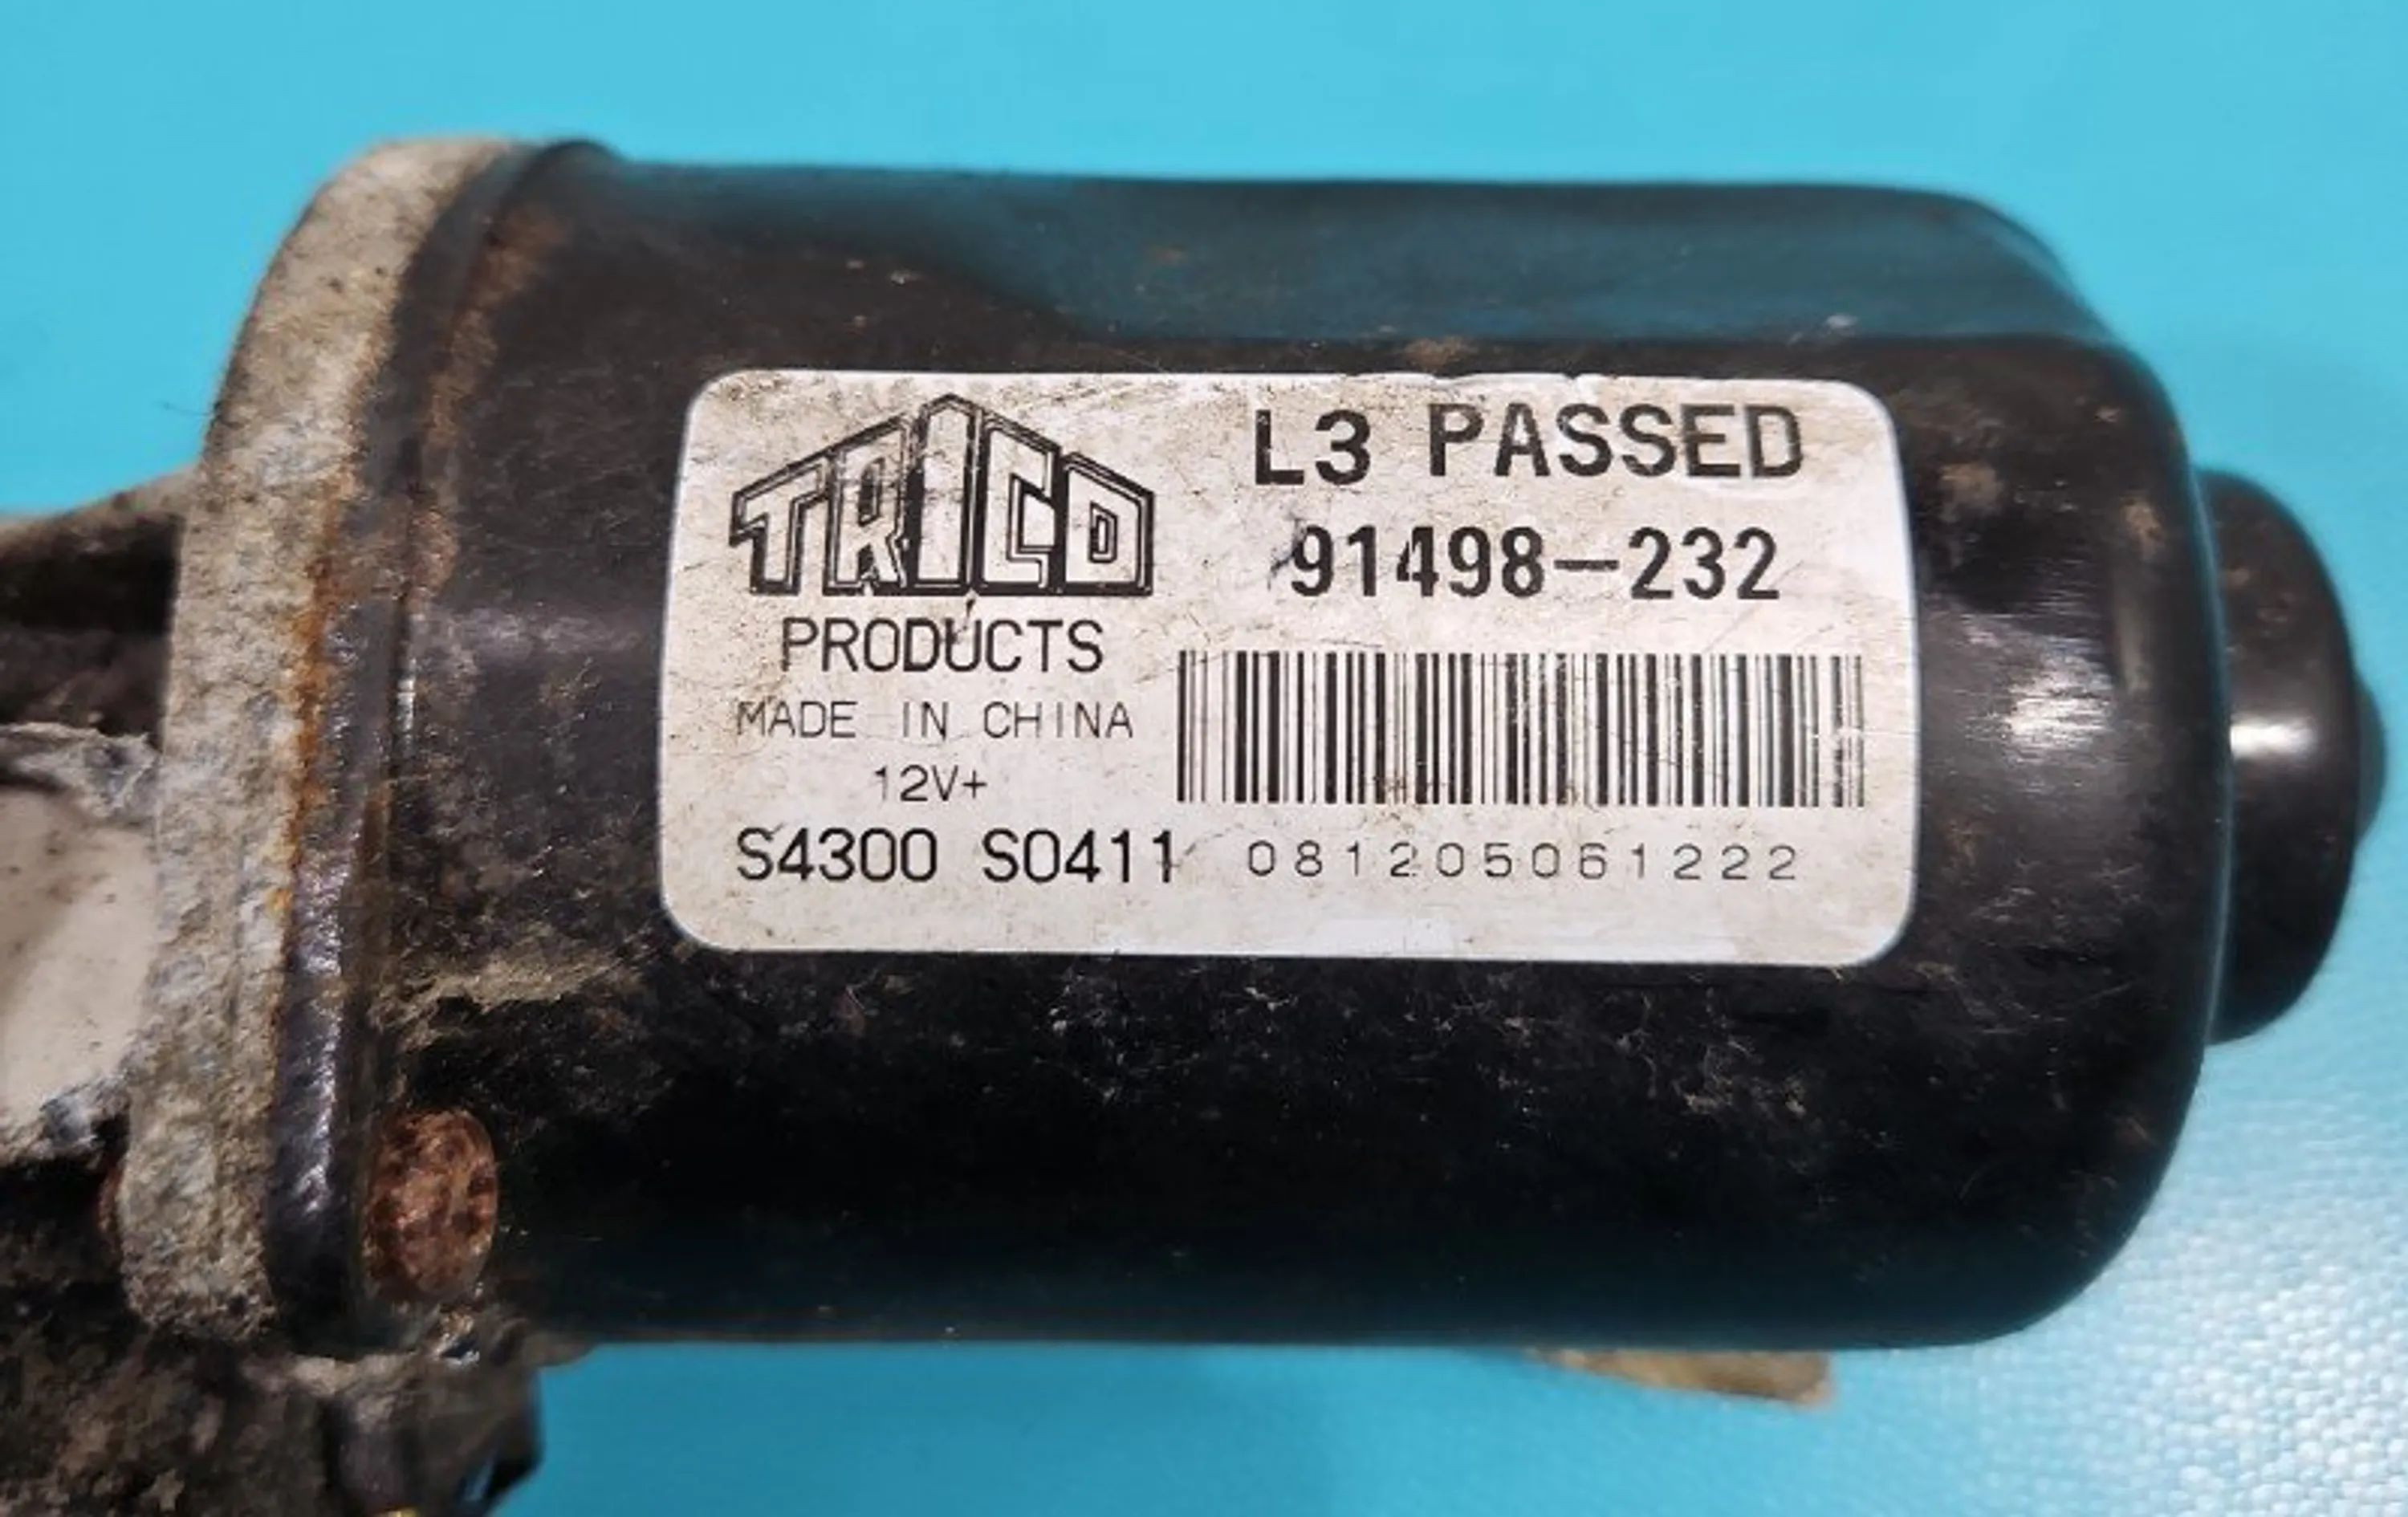 TRICO
PRODUCTS
MADE IN CHINA
12V+
S4300 S0411
L3 PASSED
91498-232
081205061222